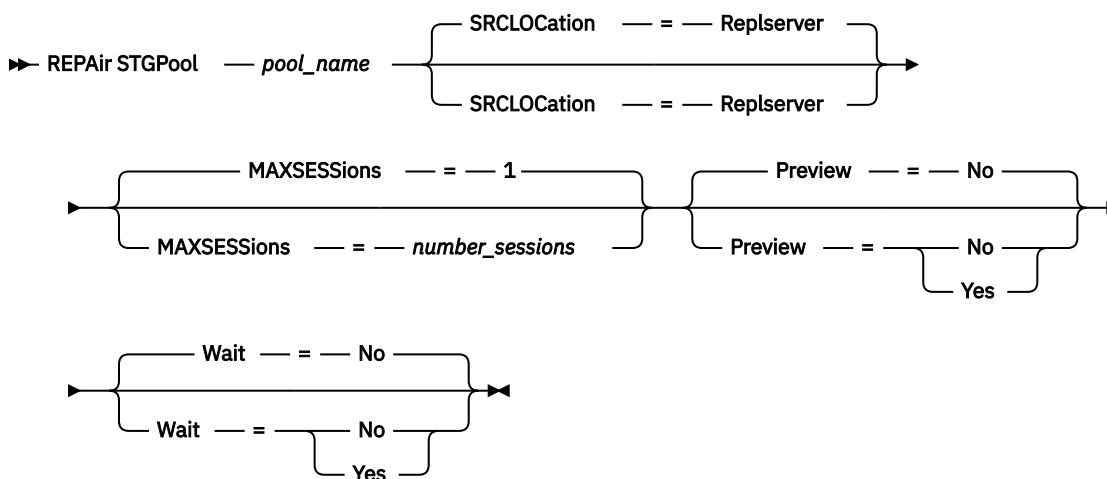 SRCLOCation = Replserver
REPAir STGPool pool_name
SRCLOCation = Replserver
MAXSESSions = 1 Preview = No
MAXSESSions = number_sessions Preview = No
Yes
Wait = No
Wait = No
Yes